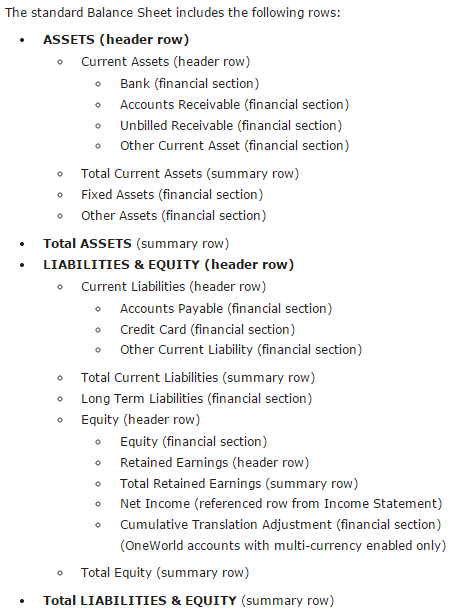 The standard Balance Sheet includes the following rows:
ASSETS (header row)
Current Assets (header row)
Bank (financial section)
Accounts Receivable (financial section)
Unbilled Receivable (financial section)
Other Current Asset (financial section)
Total Current Assets (summary row)
Fixed Assets (financial section)
Other Assets (financial section)
Total ASSETS (summary row)
LIABILITIES & EQUITY (header row)
Current Liabilities (header row)
Accounts Payable (financial section)
Credit Card (financial section)
Other Current Liability (financial section)
Total Current Liabilities (summary row)
Long Term Liabilities (financial section)
Equity (header row)
Equity (financial section)
Retained Earnings (header row)
Total Retained Earnings (summary row)
Net Income (referenced row from Income Statement)
Cumulative Translation Adjustment (financial section)
(OneWorld accounts with multi-currency enabled only)
Total Equity (summary row)
Total LIABILITIES & EQUITY (summary row)